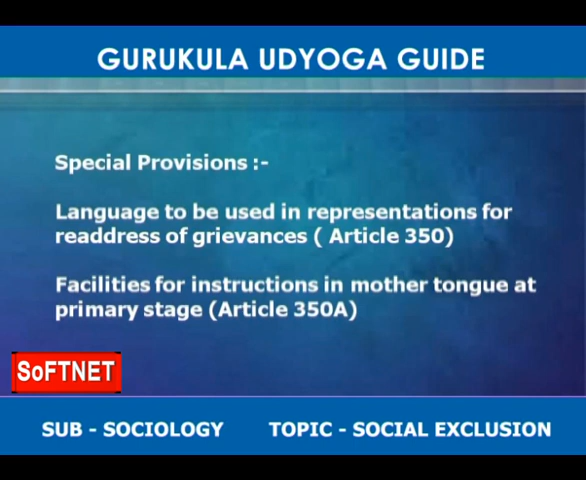 GURUKULA UDYOGA GUIDE
Special Provisions :-
Language to be used in representations for
readdress of grievances ( Article 350)
Facilities for instructions in mother tongue at
primary stage (Article 350A)
SoFTNET
SUB - SOCIOLOGY TOPIC - SOCIAL EXCLUSION